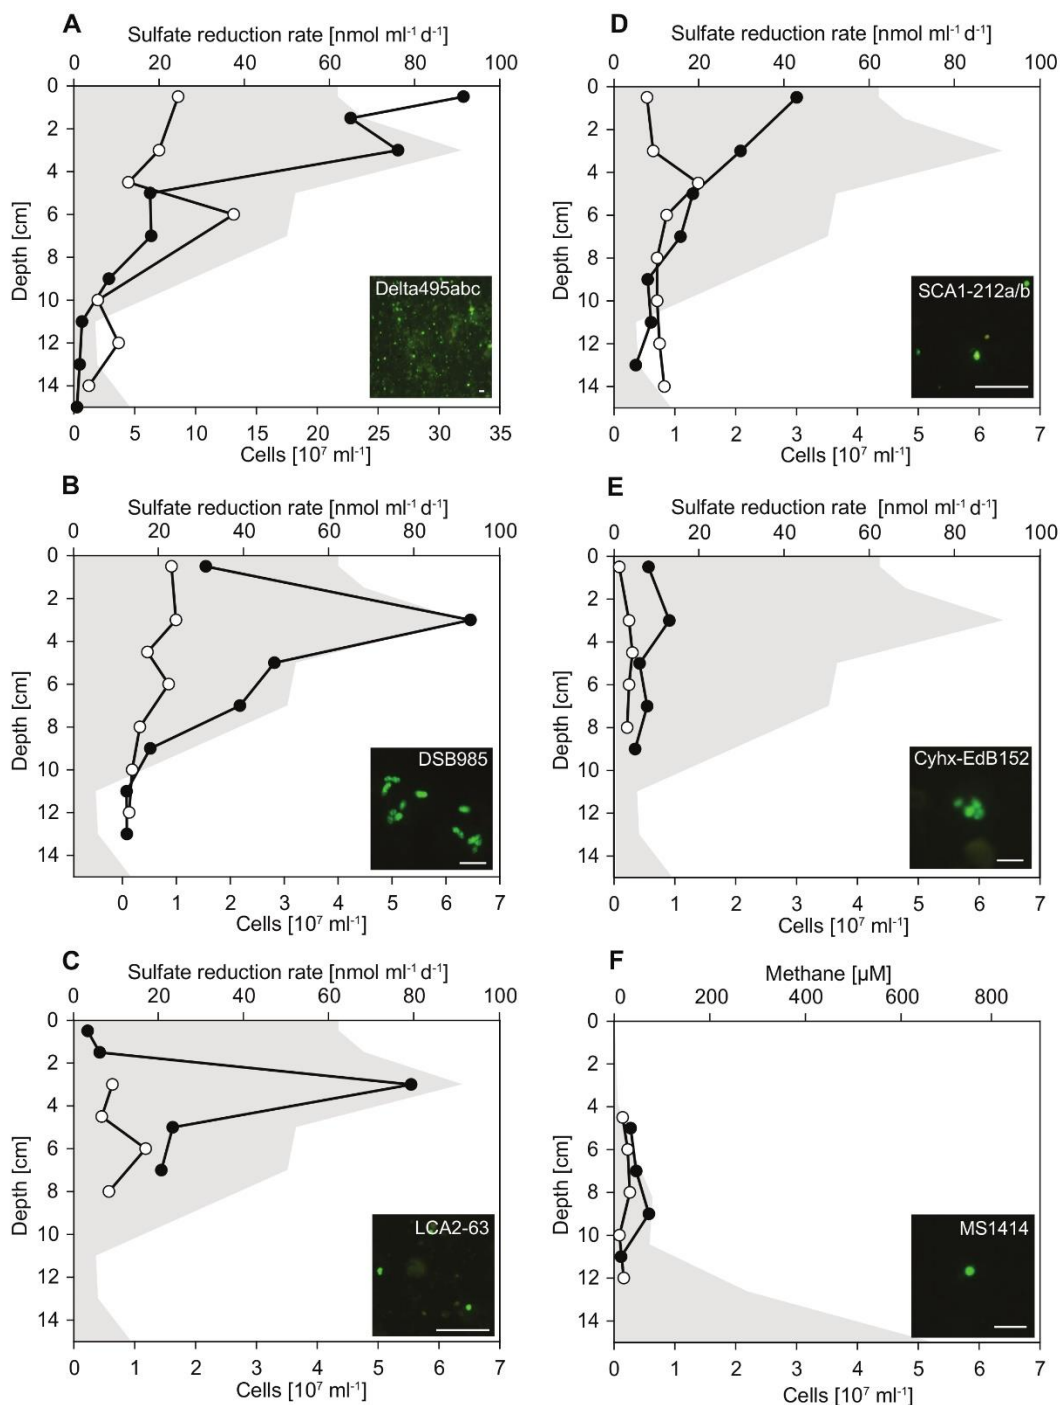 A
Sulfate reduction rate [nmol ml⁻¹ d⁻¹]
0 20 40 60 80 100
Depth [cm]
0
2
4
6
8
10
12
14
Delta495abc
0 5 10 15 20 25 30 35
Cells [10⁷ ml⁻¹]
B
Sulfate reduction rate [nmol ml⁻¹ d⁻¹]
0 20 40 60 80 100
Depth [cm]
0
2
4
6
8
10
12
14
DSB985
0 1 2 3 4 5 6 7
Cells [10⁷ ml⁻¹]
C
Sulfate reduction rate [nmol ml⁻¹ d⁻¹]
0 20 40 60 80 100
Depth [cm]
0
2
4
6
8
10
12
14
LCA2-63
0 1 2 3 4 5 6 7
Cells [10⁷ ml⁻¹]
D
Sulfate reduction rate [nmol ml⁻¹ d⁻¹]
0 20 40 60 80 100
Depth [cm]
0
2
4
6
8
10
12
14
SCA1-212a/b
0 1 2 3 4 5 6 7
Cells [10⁷ ml⁻¹]
E
Sulfate reduction rate [nmol ml⁻¹ d⁻¹]
0 20 40 60 80 100
Depth [cm]
0
2
4
6
8
10
12
14
Cyhx-EdB152
0 1 2 3 4 5 6 7
Cells [10⁷ ml⁻¹]
F
Methane [µM]
0 200 400 600 800
Depth [cm]
0
2
4
6
8
10
12
14
MS1414
0 1 2 3 4 5 6 7
Cells [10⁷ ml⁻¹]